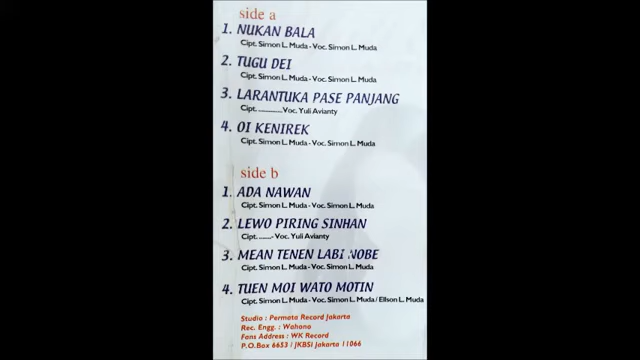 side a
1. NUKAN BALA
Cipt. Simon L. Muda - Voc. Simon L. Muda
2. TUGU DEI
Cipt. Simon L. Muda - Voc. Simon L. Muda
3. LARANTUKA PASE PANJANG
Cipt. ............Voc. Yuli Avianty
4. OI KENIREK
Cipt. Simon L. Muda - Voc. Simon L. Muda
side b
1. ADA NAWAN
Cipt. Simon L. Muda - Voc. Simon L. Muda
2. LEWO PIRING SINHAN
Cipt. .......- Voc. Yuli Avianty
3. MEAN TENEN LABI NOBE
Cipt. Simon L. Muda - Voc. Simon L. Muda
4. TUEN MOI WATO MOTIN
Cipt. Simon L. Muda - Voc. Simon L. Muda / Ellson L. Muda
Studio : Permata Record Jakarta
Rec. Engg. : Wahono
Fans Address : WK Record
P.O.Box 6653 / JKBSI Jakarta 11066